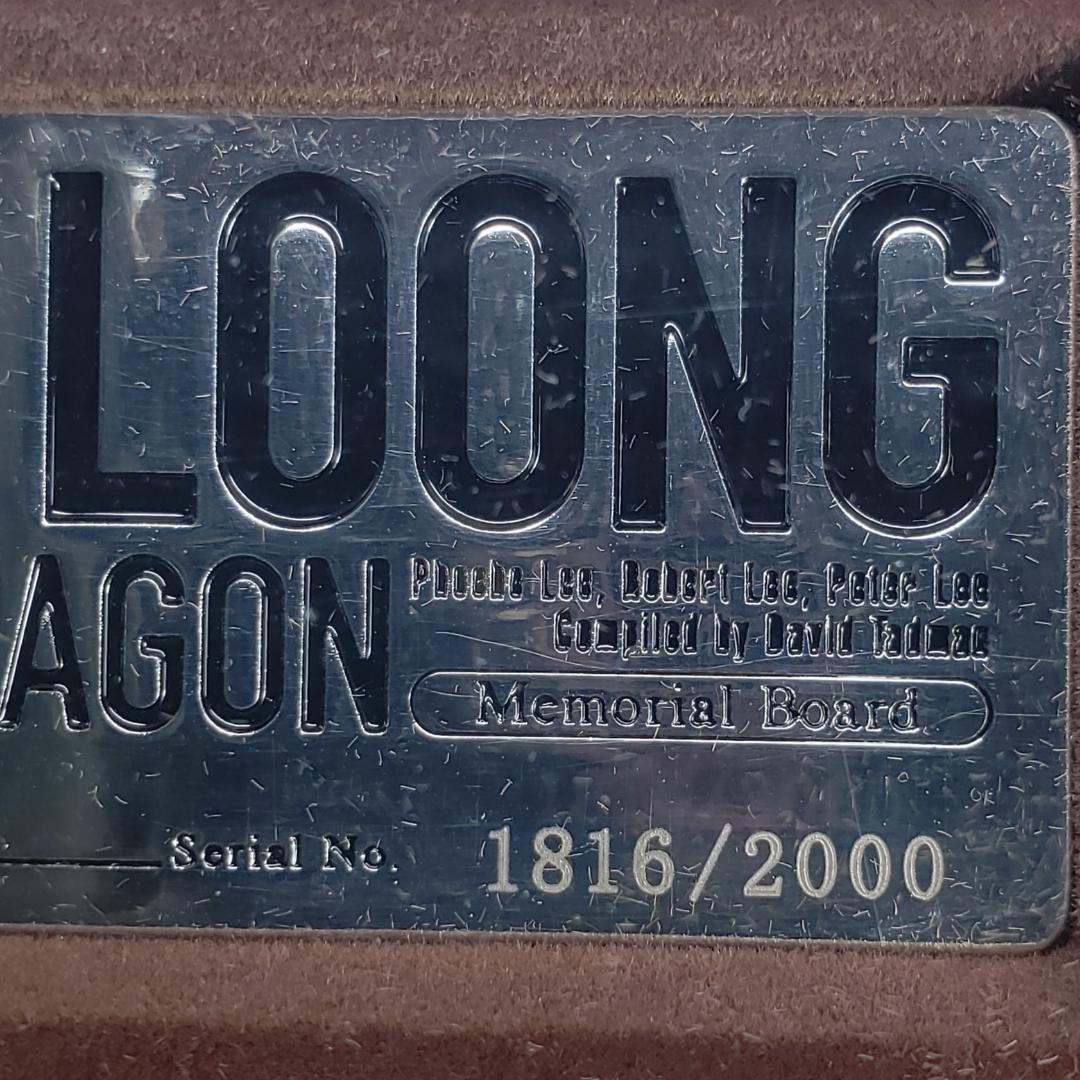 LOONG
AGON
Phoebe Lee, Robert Lee, Peter Lee
Compiled by David Tadman
Memorial Board
Serial No. 1816/2000